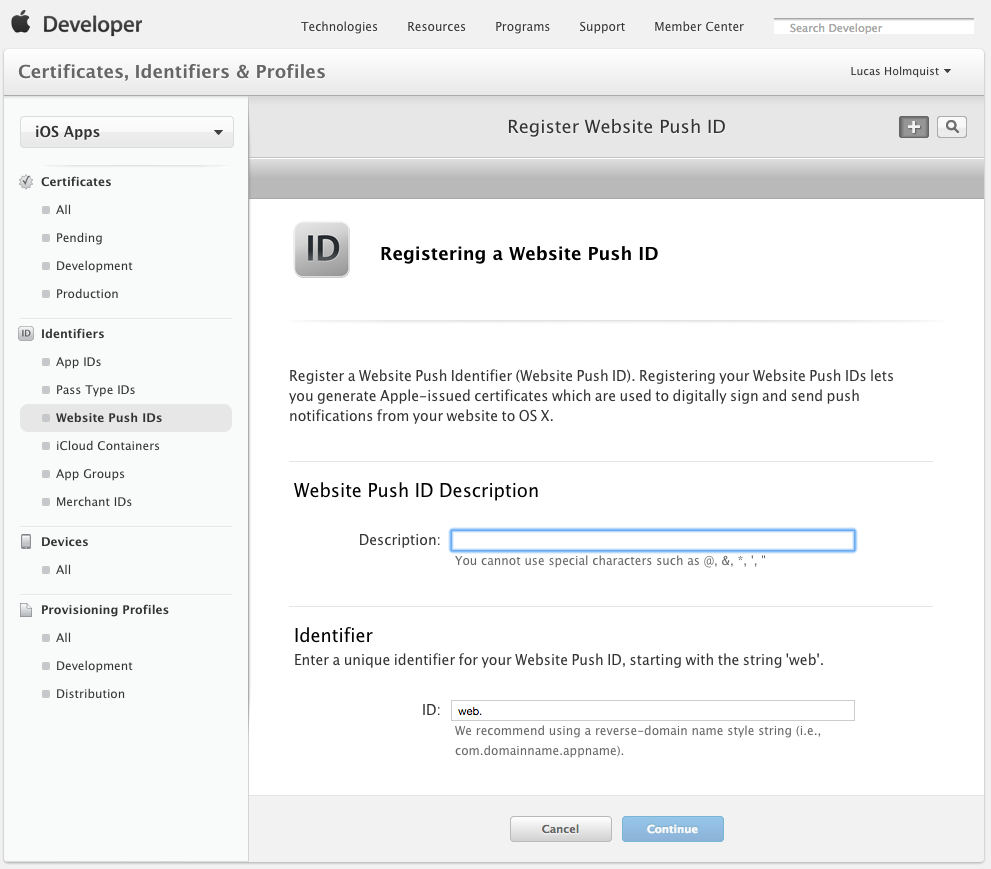 Developer
Technologies
Resources
Programs
Support
Member Center
Search Developer
Certificates, Identifiers & Profiles
Lucas Holmquist
iOS Apps
Certificates
All
Pending
Development
Production
ID Identifiers
App IDs
Pass Type IDs
Website Push IDs
iCloud Containers
App Groups
Merchant IDs
Devices
All
Provisioning Profiles
All
Development
Distribution
Register Website Push ID
ID
Registering a Website Push ID
Register a Website Push Identifier (Website Push ID). Registering your Website Push IDs lets
you generate Apple-issued certificates which are used to digitally sign and send push
notifications from your website to OS X.
Website Push ID Description
Description:
You cannot use special characters such as @, &, *, ', "
Identifier
Enter a unique identifier for your Website Push ID, starting with the string 'web'.
ID: web.
We recommend using a reverse-domain name style string (i.e.,
com.domainname.appname).
Cancel
Continue